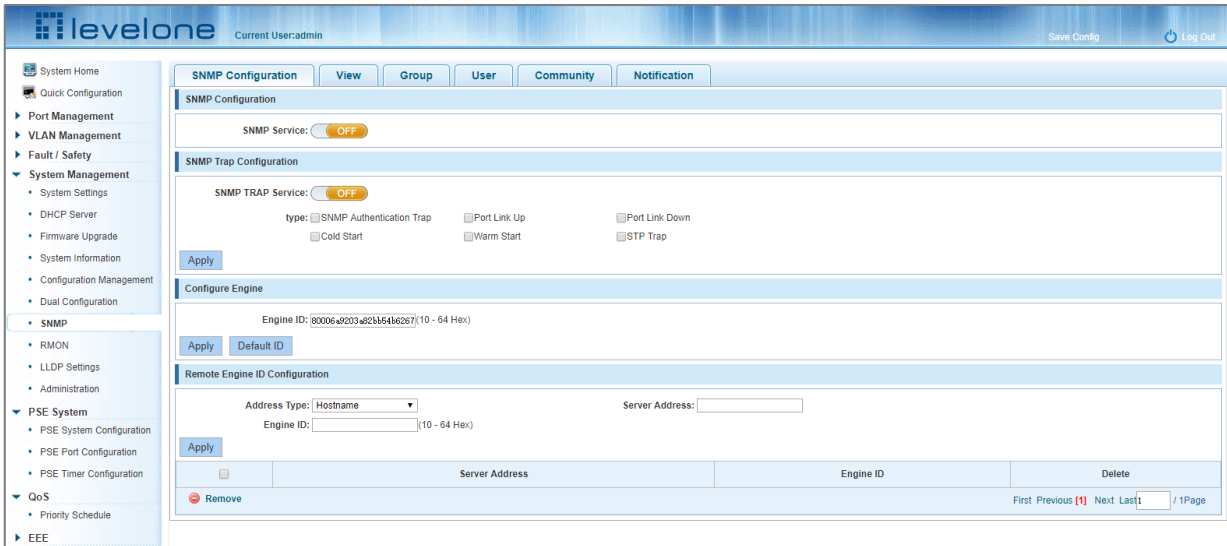 levelone Current User:admin Save Config Log Out
System Home
Quick Configuration
Port Management
VLAN Management
Fault / Safety
System Management
System Settings
DHCP Server
Firmware Upgrade
System Information
Configuration Management
Dual Configuration
SNMP
RMON
LLDP Settings
Administration
PSE System
PSE System Configuration
PSE Port Configuration
PSE Timer Configuration
QoS
Priority Schedule
EEE
SNMP Configuration View Group User Community Notification
SNMP Configuration
SNMP Service: OFF
SNMP Trap Configuration
SNMP TRAP Service: OFF
type: SNMP Authentication Trap Port Link Up Port Link Down
Cold Start Warm Start STP Trap
Apply
Configure Engine
Engine ID: 80006a9203a82bb54b6267 (10 - 64 Hex)
Apply Default ID
Remote Engine ID Configuration
Address Type: Hostname Server Address:
Engine ID: (10 - 64 Hex)
Apply
Server Address Engine ID Delete
Remove First Previous [1] Next Last 1 / 1Page